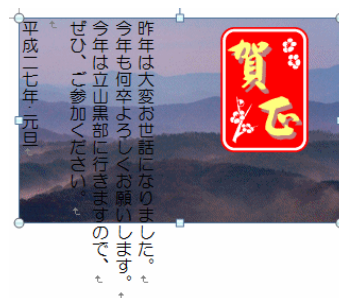 賀正
昨年は大変お世話になりました。
今年も何卒よろしくお願いします。
今年は立山黒部に行きますので、
ぜひ、ご参加ください。
平成二七年・元旦